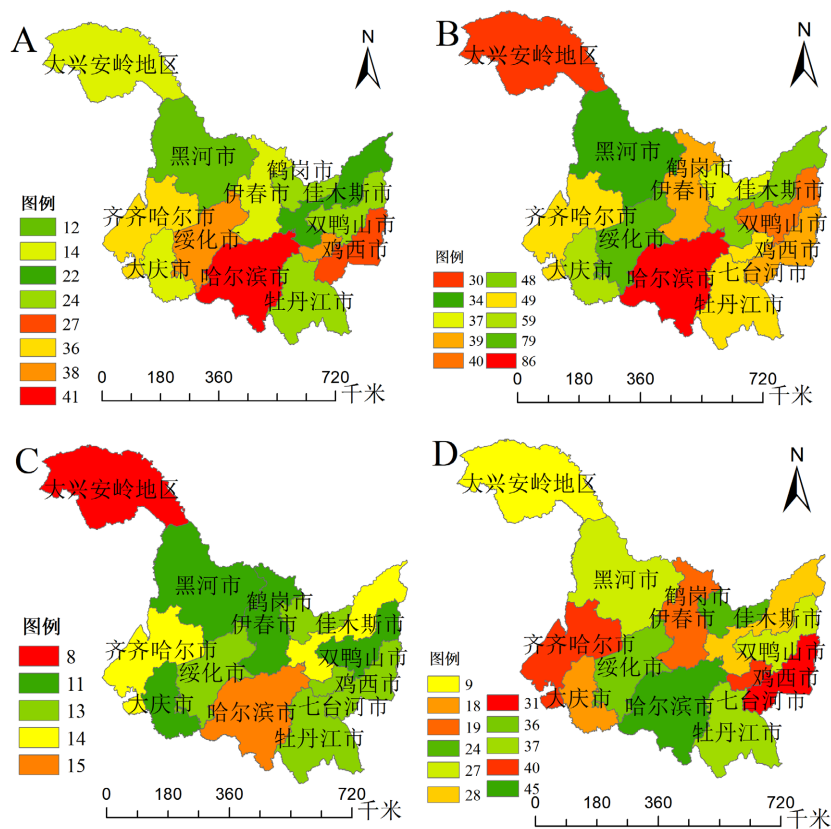 A
N
大兴安岭地区
黑河市
鹤岗市
伊春市
佳木斯市
齐齐哈尔市
双鸭山市
绥化市
鸡西市
大庆市
哈尔滨市
牡丹江市
图例
12
14
22
24
27
36
38
41
0 180 360 720 千米
B
N
大兴安岭地区
黑河市
鹤岗市
伊春市
佳木斯市
齐齐哈尔市
双鸭山市
绥化市
鸡西市
大庆市
哈尔滨市
七台河市
牡丹江市
图例
30 48
34 49
37 59
39 79
40 86
0 180 360 720 千米
C
大兴安岭地区
黑河市
鹤岗市
伊春市
佳木斯市
齐齐哈尔市
双鸭山市
绥化市
鸡西市
大庆市
哈尔滨市
七台河市
牡丹江市
图例
8
11
13
14
15
0 180 360 720 千米
D
N
大兴安岭地区
黑河市
鹤岗市
伊春市
佳木斯市
齐齐哈尔市
双鸭山市
绥化市
鸡西市
大庆市
哈尔滨市
七台河市
牡丹江市
图例
9
18 31
19 36
24 37
27 40
28 45
0 180 360 720 千米